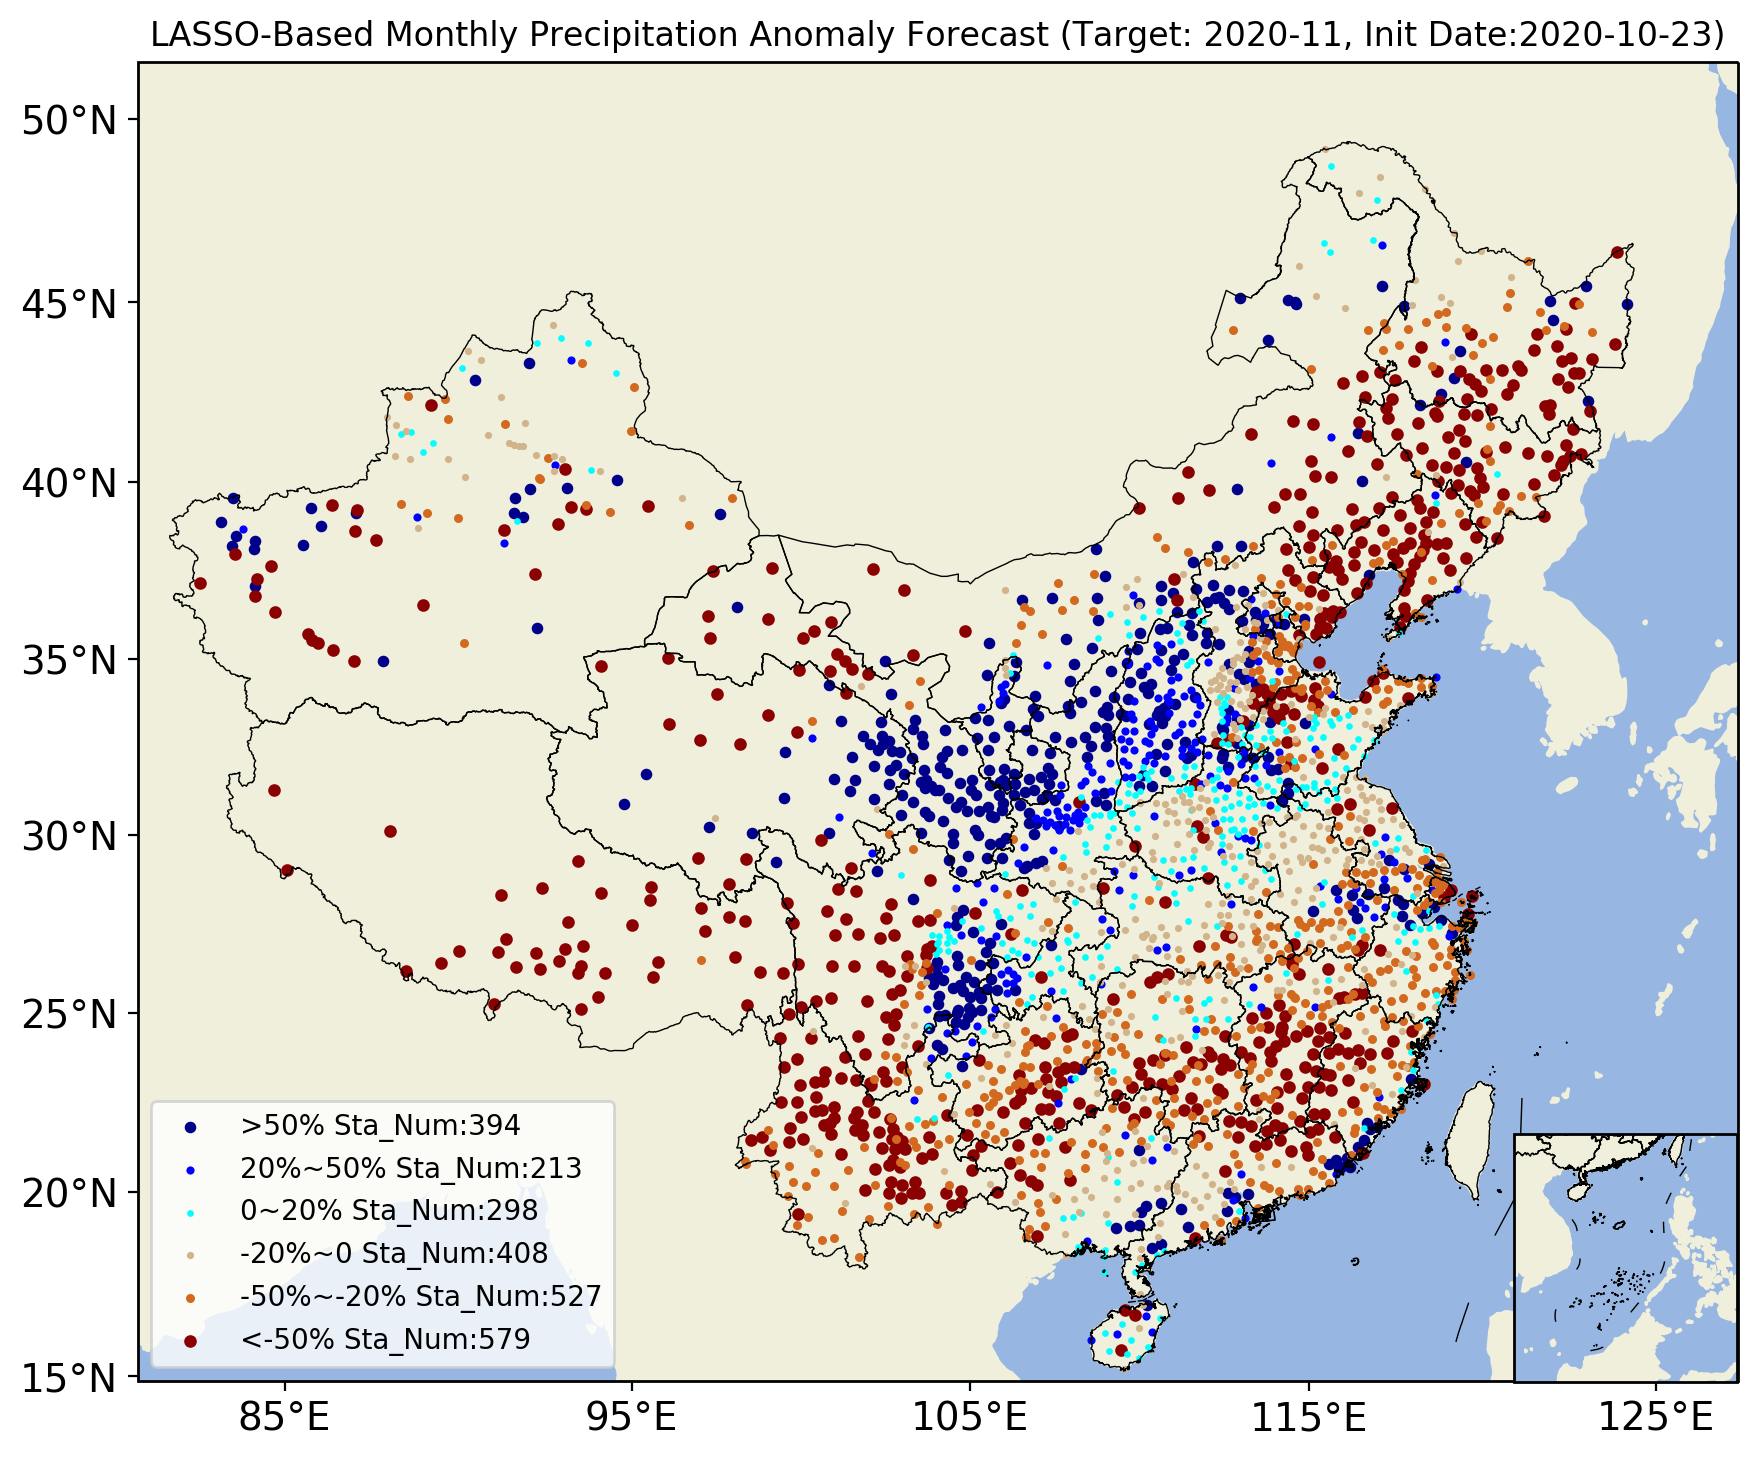 LASSO-Based Monthly Precipitation Anomaly Forecast (Target: 2020-11, Init Date:2020-10-23)
50°N
45°N
40°N
35°N
30°N
25°N
20°N
15°N
>50% Sta_Num:394
20%~50% Sta_Num:213
0~20% Sta_Num:298
-20%~0 Sta_Num:408
-50%~-20% Sta_Num:527
<-50% Sta_Num:579
85°E
95°E
105°E
115°E
125°E